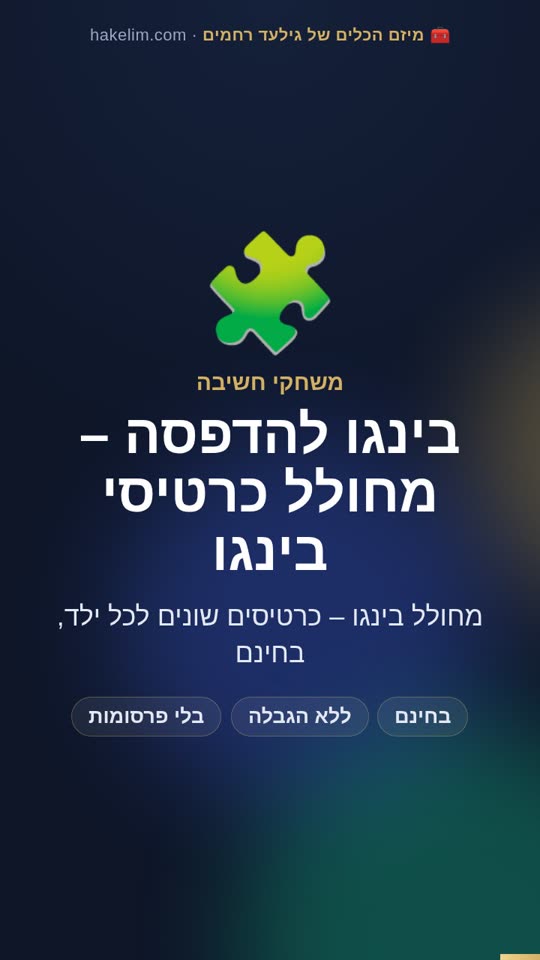 🧰 מיזם הכלים של גילעד רחמים · hakelim.com
משחקי חשיבה
בינגו להדפסה –
מחולל כרטיסי
בינגו
מחולל בינגו – כרטיסים שונים לכל ילד,
בחינם
בחינם
ללא הגבלה
בלי פרסומות